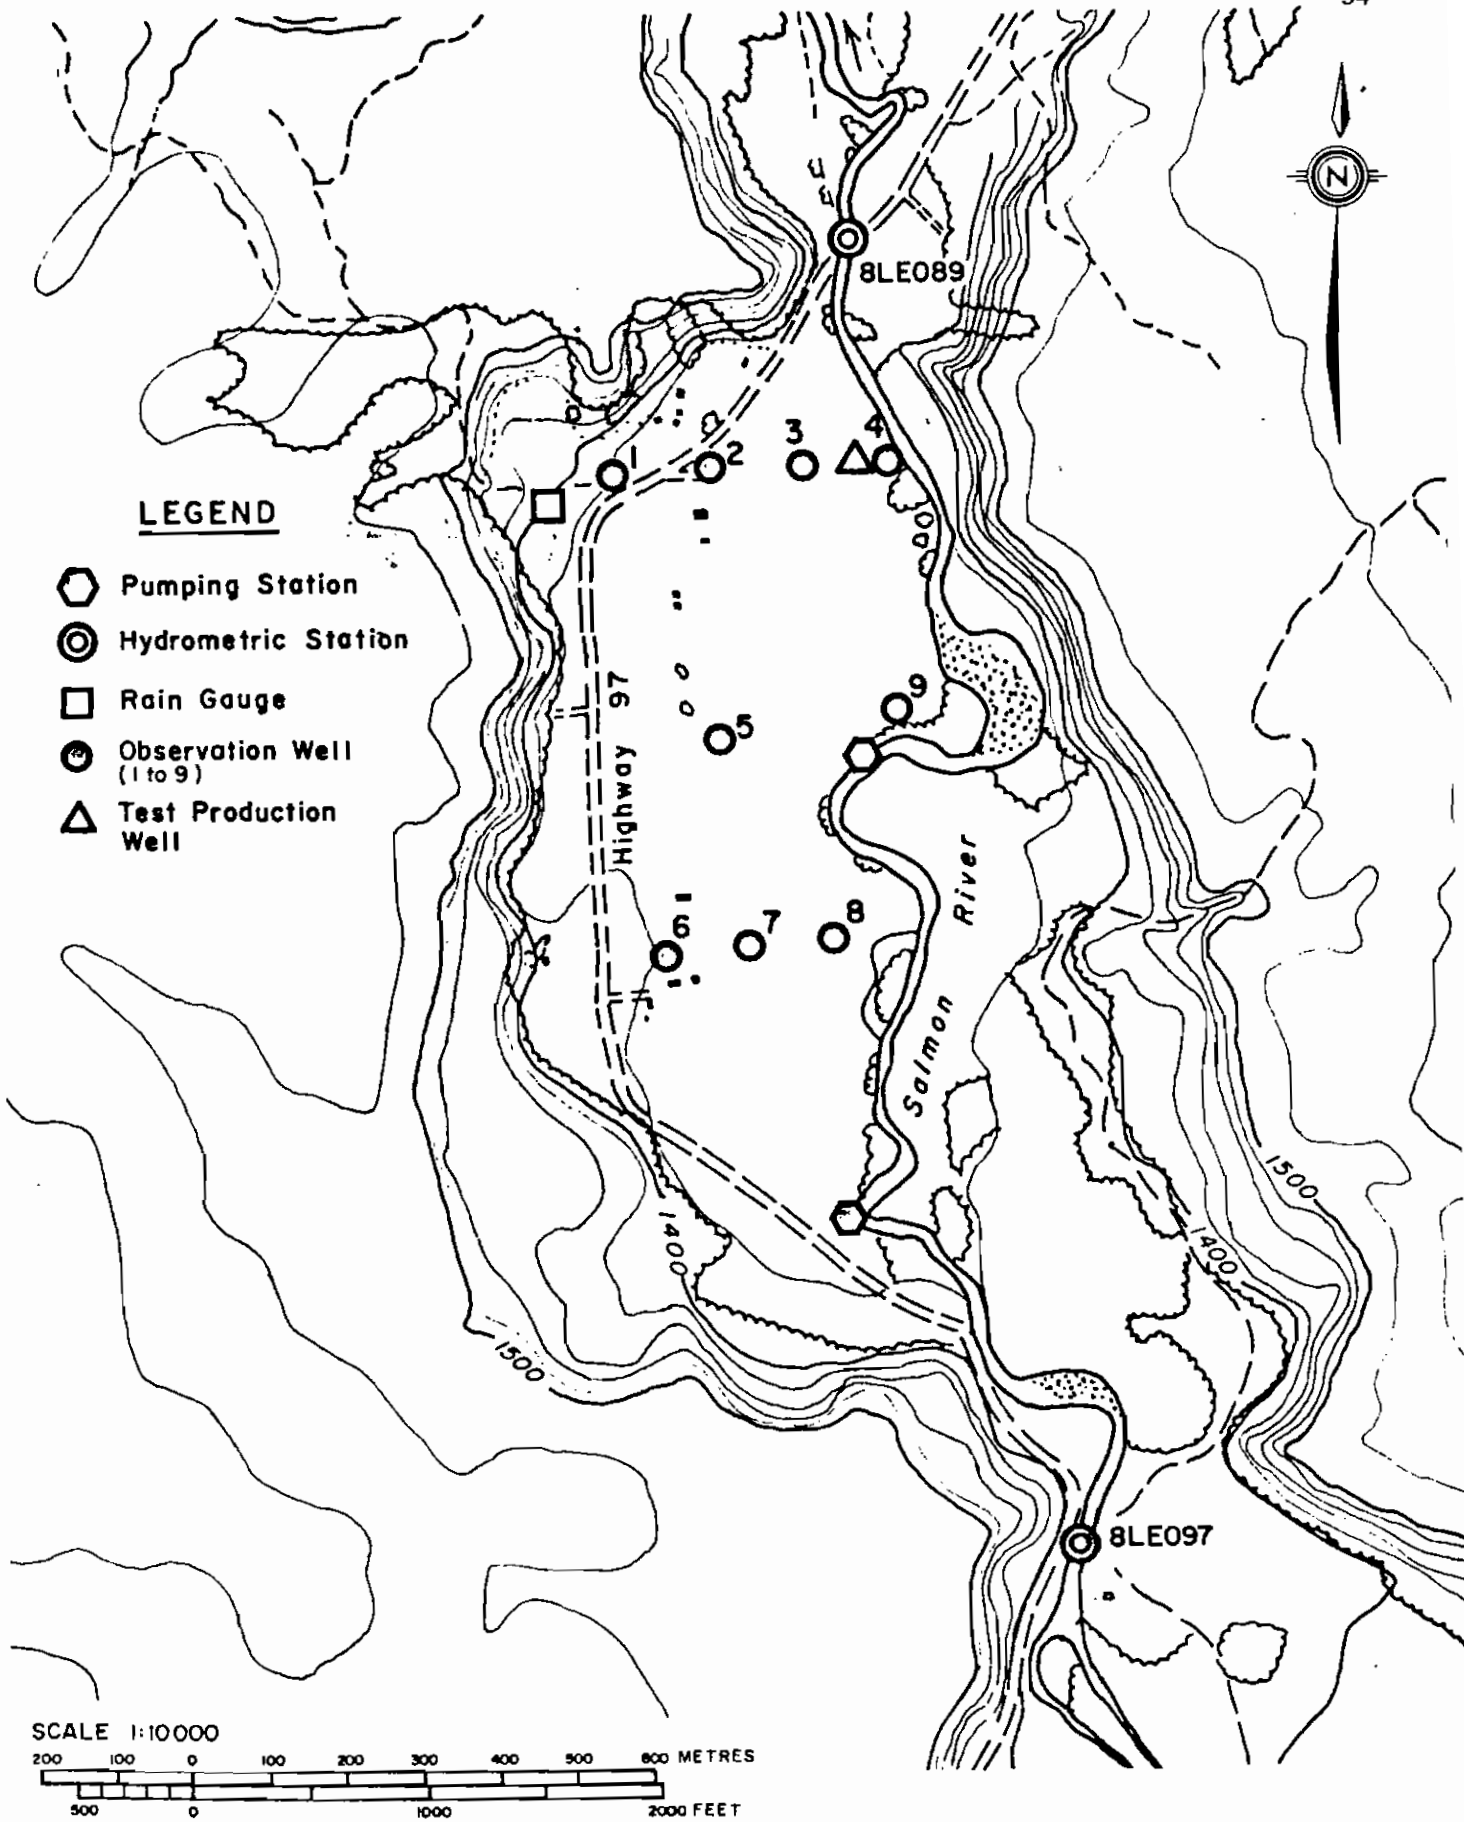 N
8LE089
1
2
3
4
LEGEND
Pumping Station
Hydrometric Station
Rain Gauge
Observation Well
(1 to 9)
Test Production
Well
Highway 97
5
9
6
7
8
Salmon River
1500
1400
1400
1500
8LE097
SCALE 1:10000
200 100 0 100 200 300 400 500 600 METRES
500 0 1000 2000 FEET